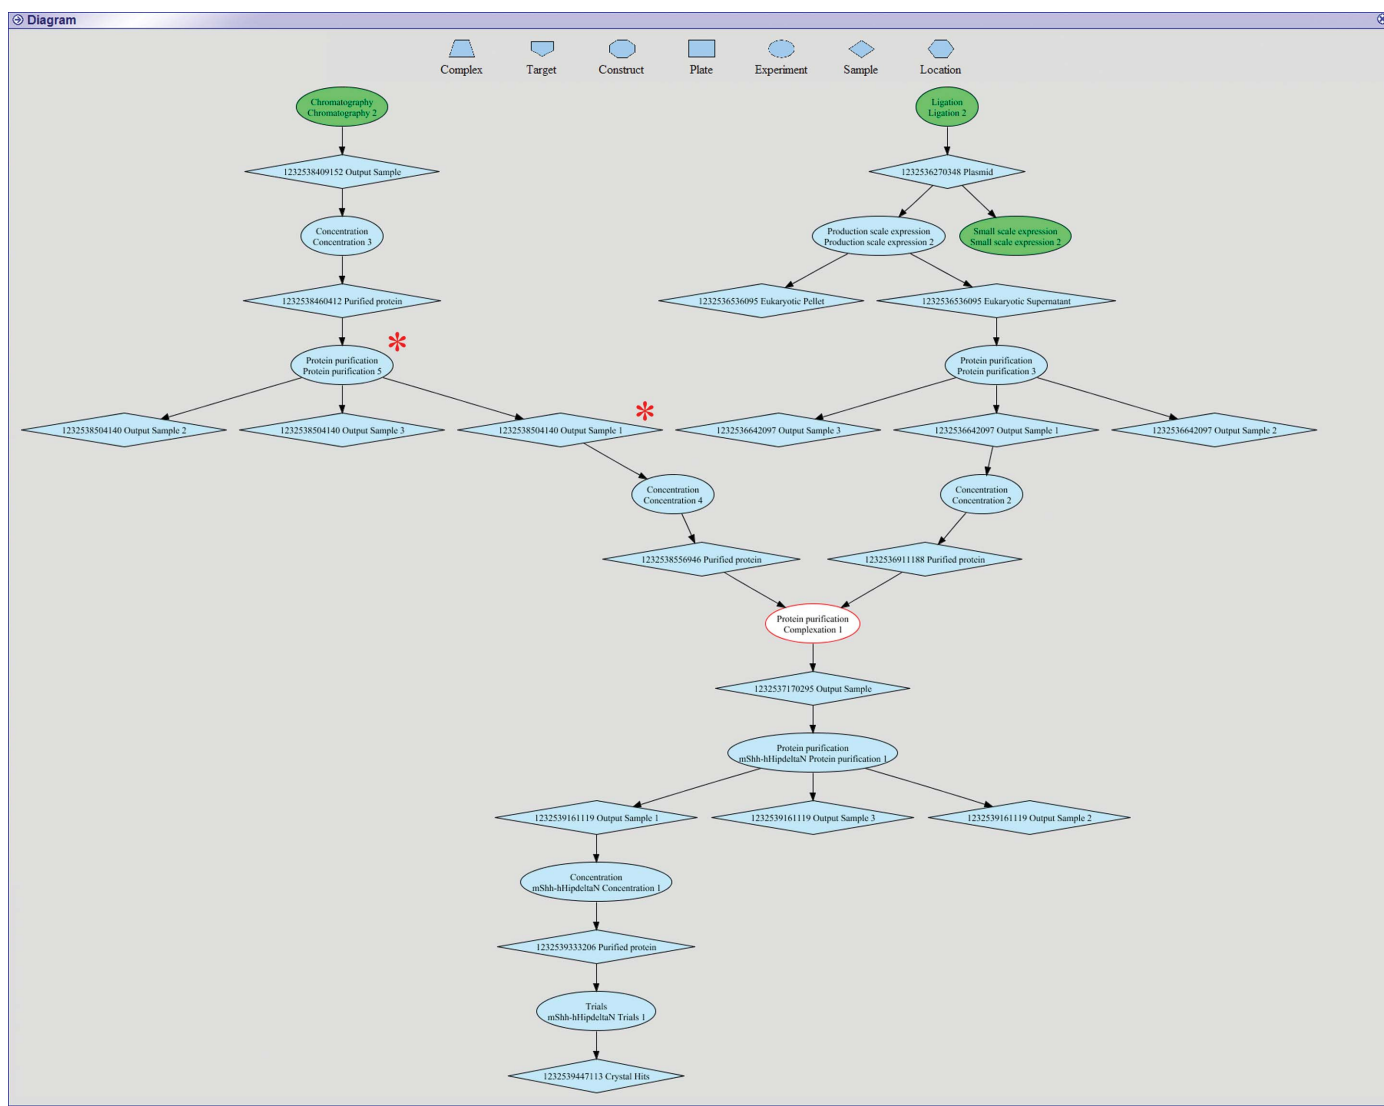 Diagram
Complex
Target
Construct
Plate
Experiment
Sample
Location
Chromatography
Chromatography 2
Ligation
Ligation 2
1232538409152 Output Sample
1232536270348 Plasmid
Concentration
Concentration 3
Production scale expression
Production scale expression 2
Small scale expression
Small scale expression 2
1232538460412 Purified protein
1232536536095 Eukaryotic Pellet
1232536536095 Eukaryotic Supernatant
Protein purification
Protein purification 5
*
Protein purification
Protein purification 3
1232538504140 Output Sample 2
1232538504140 Output Sample 3
1232538504140 Output Sample 1
*
1232536642097 Output Sample 3
1232536642097 Output Sample 1
1232536642097 Output Sample 2
Concentration
Concentration 4
Concentration
Concentration 2
1232538556946 Purified protein
1232536911188 Purified protein
Protein purification
Complexation 1
1232537170295 Output Sample
Protein purification
mShh-hHipdeltaN Protein purification 1
1232539161119 Output Sample 1
1232539161119 Output Sample 3
1232539161119 Output Sample 2
Concentration
mShh-hHipdeltaN Concentration 1
1232539333206 Purified protein
Trials
mShh-hHipdeltaN Trials 1
1232539447113 Crystal Hits